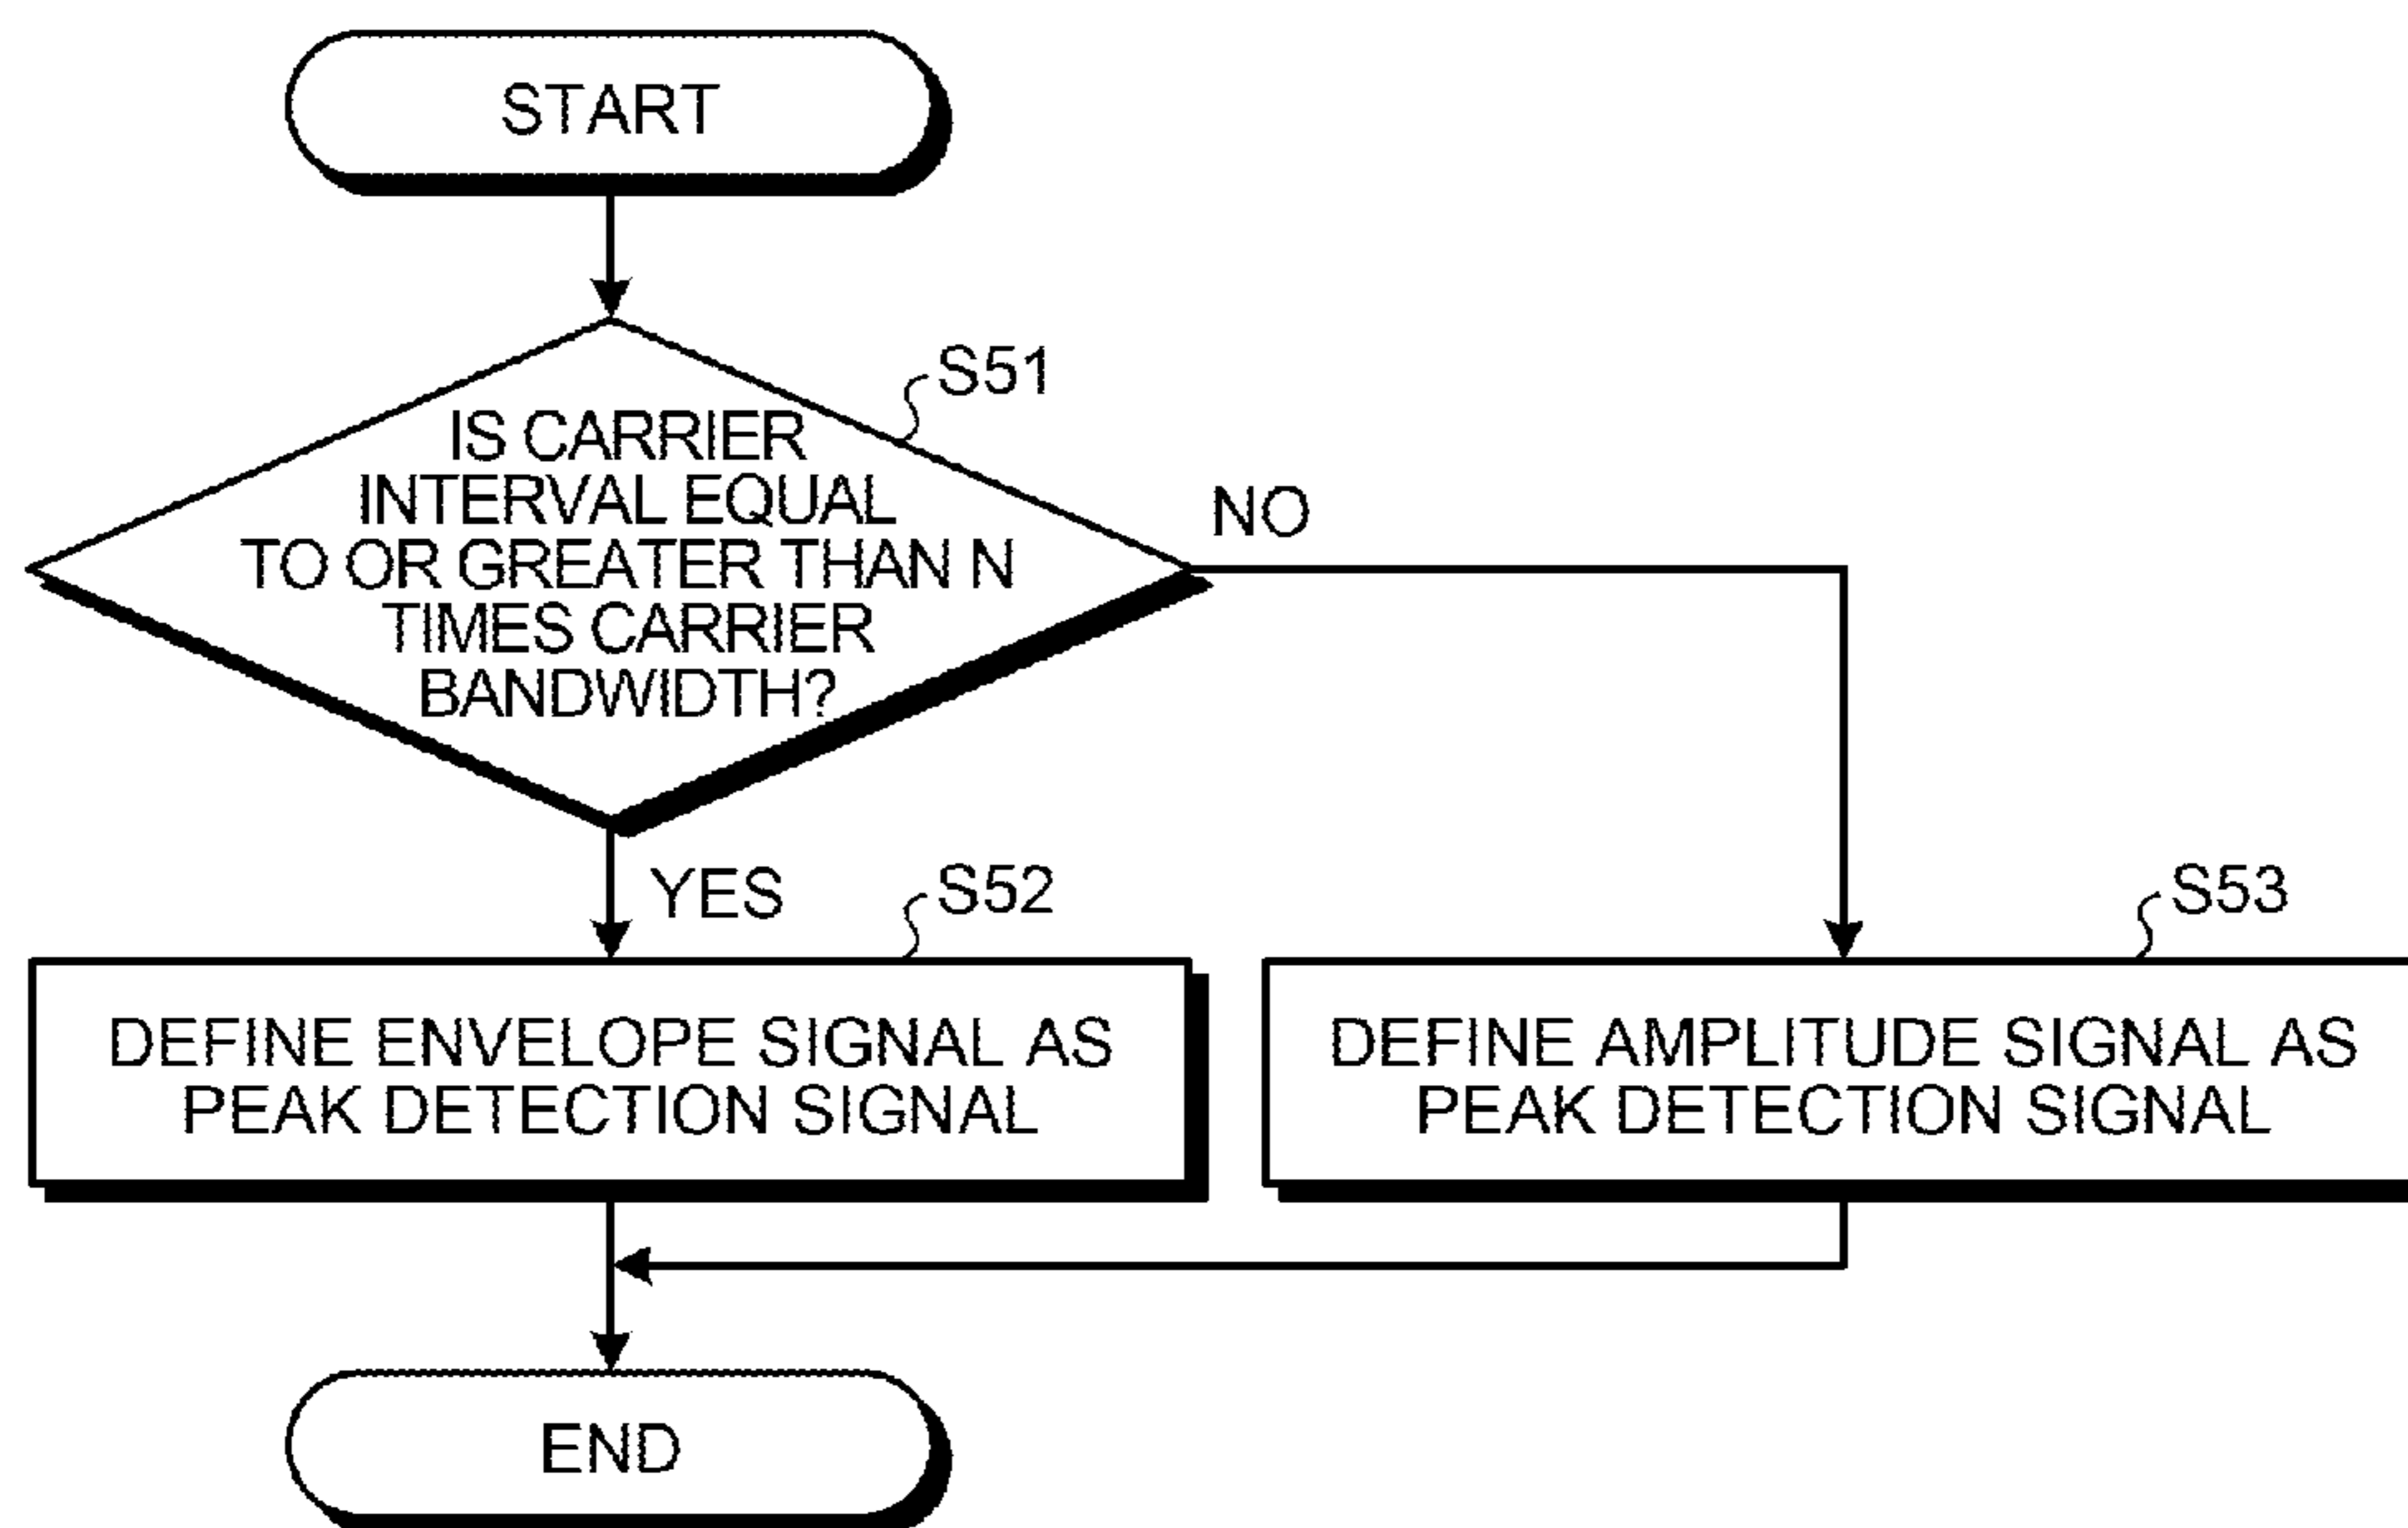 START
S51
IS CARRIER
INTERVAL EQUAL
TO OR GREATER THAN N
TIMES CARRIER
BANDWIDTH?
NO
YES
S52
S53
DEFINE ENVELOPE SIGNAL AS
PEAK DETECTION SIGNAL
DEFINE AMPLITUDE SIGNAL AS
PEAK DETECTION SIGNAL
END